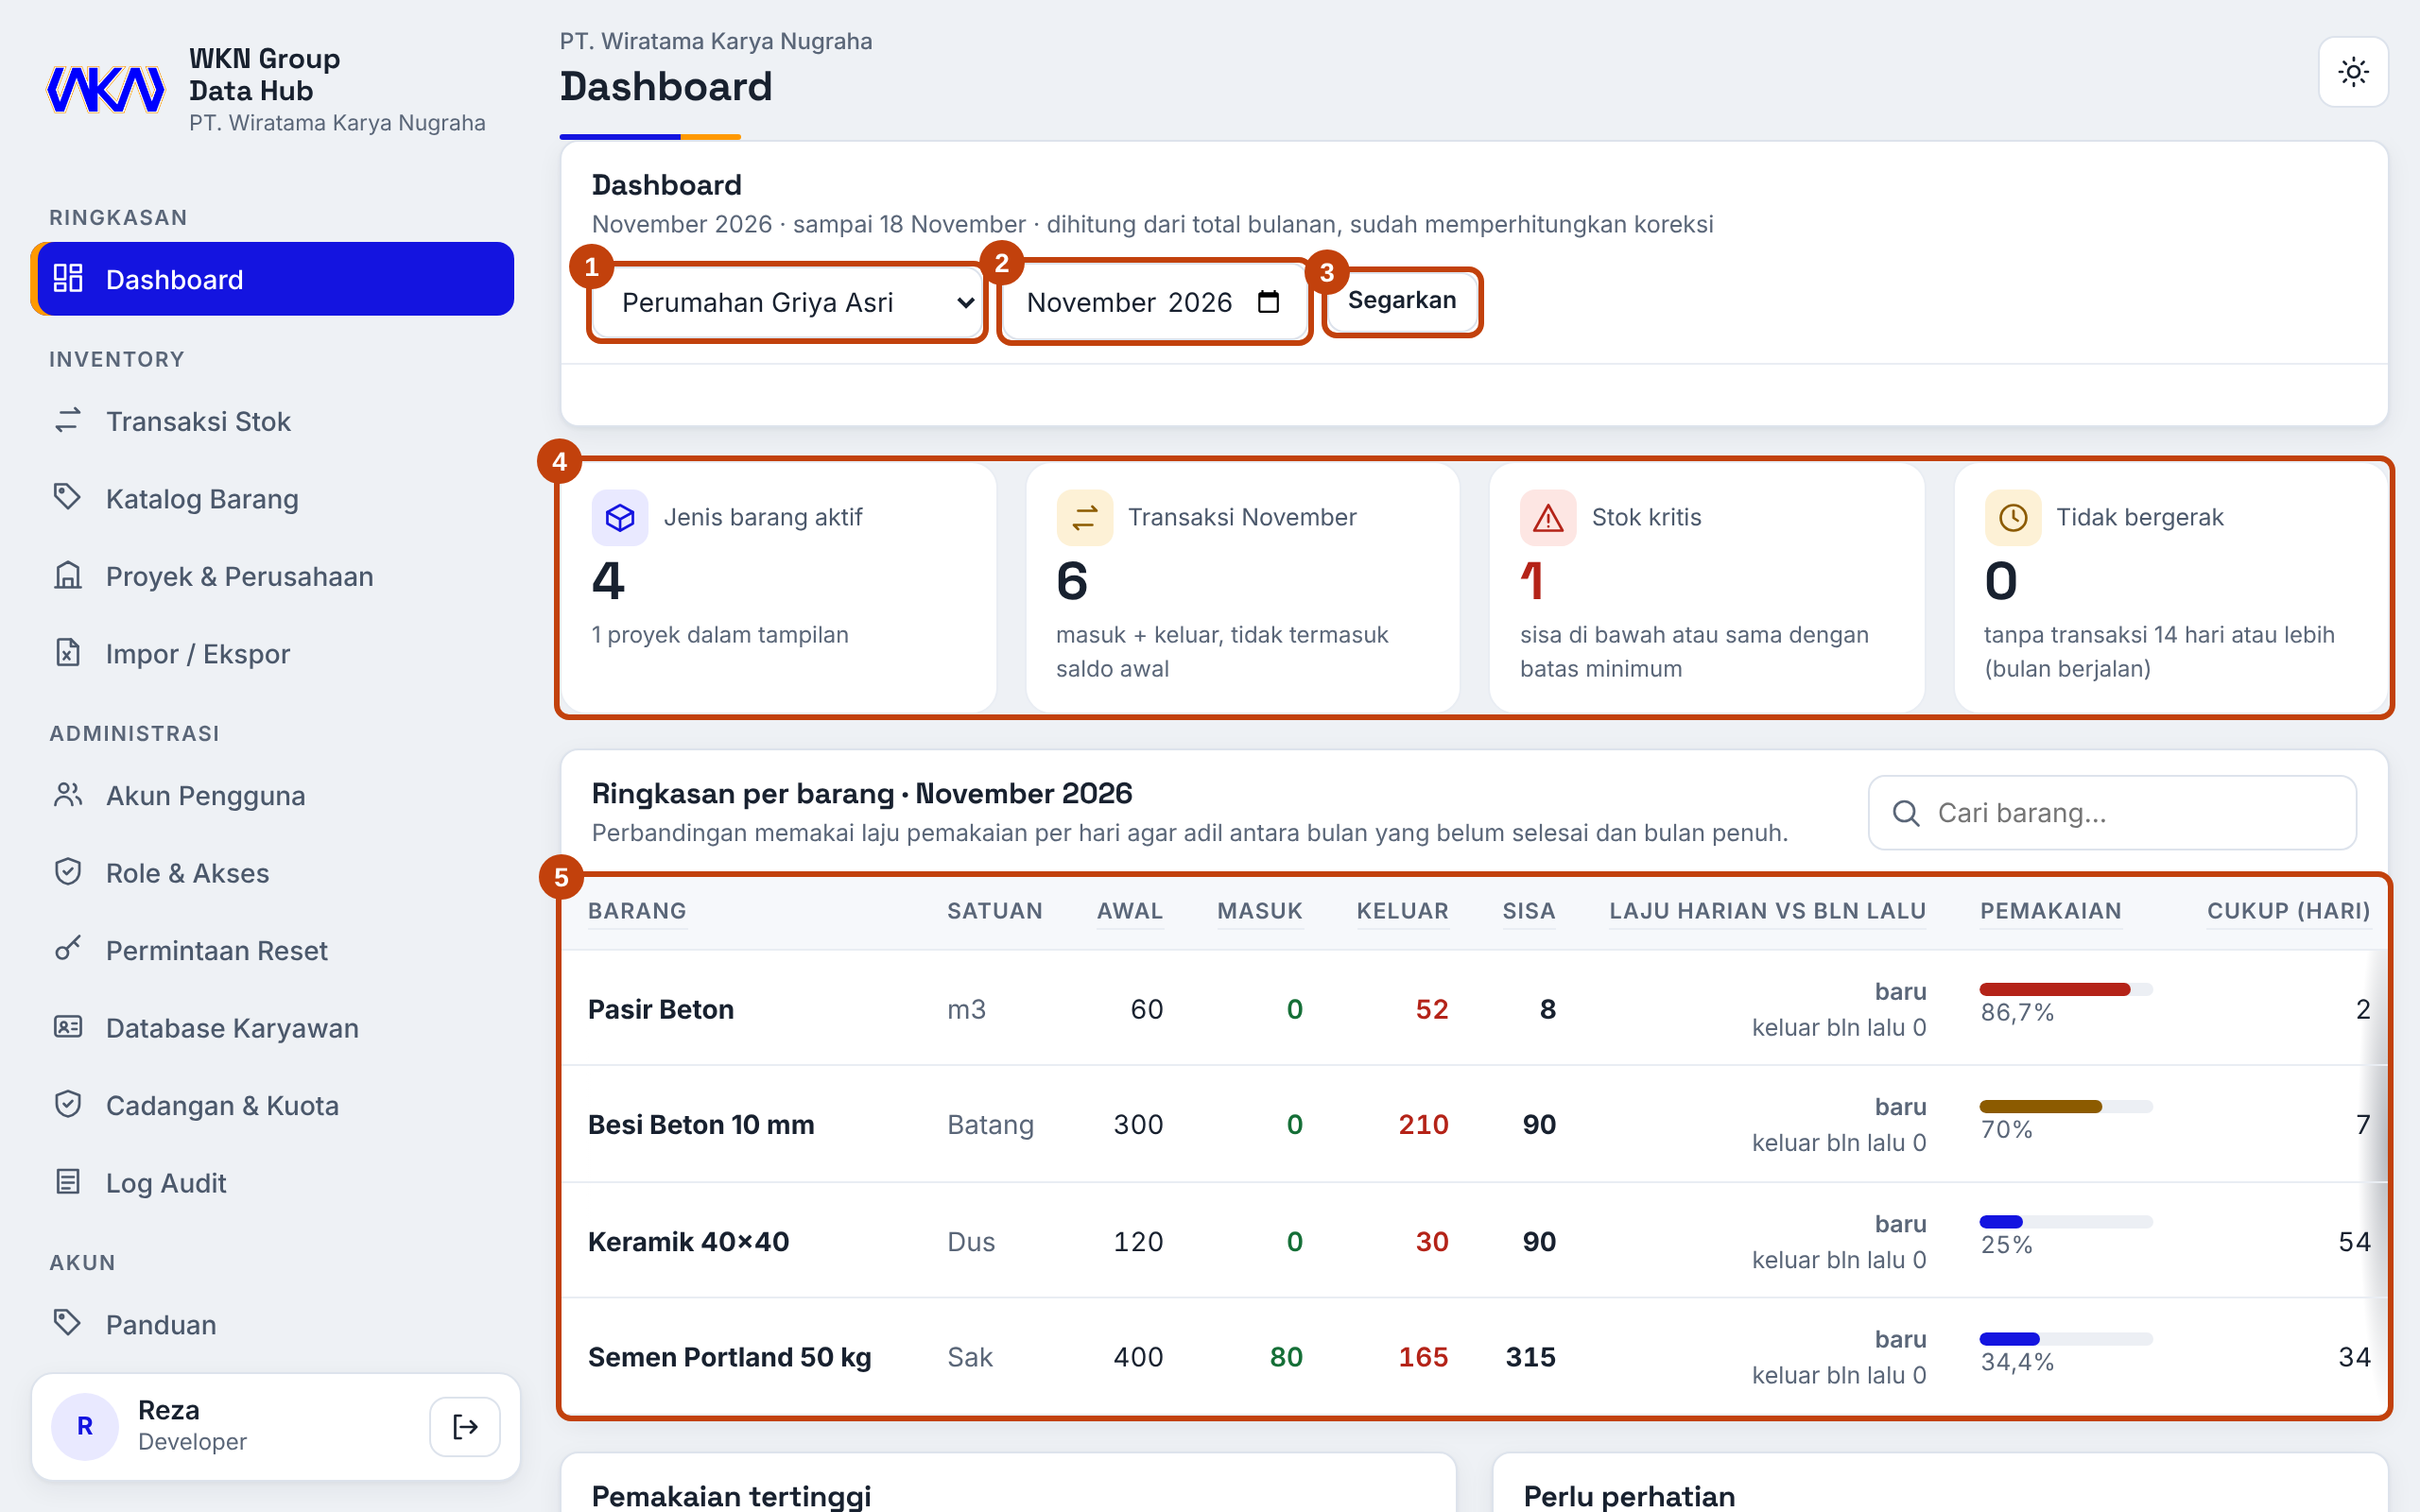 WKN
WKN Group
Data Hub
PT. Wiratama Karya Nugraha
RINGKASAN
Dashboard
INVENTORY
Transaksi Stok
Katalog Barang
Proyek & Perusahaan
Impor / Ekspor
ADMINISTRASI
Akun Pengguna
Role & Akses
Permintaan Reset
Database Karyawan
Cadangan & Kuota
Log Audit
AKUN
Panduan
R
Reza
Developer
PT. Wiratama Karya Nugraha
Dashboard
Dashboard
November 2026 · sampai 18 November · dihitung dari total bulanan, sudah memperhitungkan koreksi
1 Perumahan Griya Asri 2 November 2026 3 Segarkan
4
Jenis barang aktif
4
1 proyek dalam tampilan
Transaksi November
6
masuk + keluar, tidak termasuk
saldo awal
Stok kritis
1
sisa di bawah atau sama dengan
batas minimum
Tidak bergerak
0
tanpa transaksi 14 hari atau lebih
(bulan berjalan)
Ringkasan per barang · November 2026
Perbandingan memakai laju pemakaian per hari agar adil antara bulan yang belum selesai dan bulan penuh.
Cari barang...
5
BARANG SATUAN AWAL MASUK KELUAR SISA LAJU HARIAN VS BLN LALU PEMAKAIAN CUKUP (HARI)
Pasir Beton m3 60 0 52 8 baru 86,7% 2
keluar bln lalu 0
Besi Beton 10 mm Batang 300 0 210 90 baru 70% 7
keluar bln lalu 0
Keramik 40×40 Dus 120 0 30 90 baru 25% 54
keluar bln lalu 0
Semen Portland 50 kg Sak 400 80 165 315 baru 34,4% 34
keluar bln lalu 0
Pemakaian tertinggi
Perlu perhatian